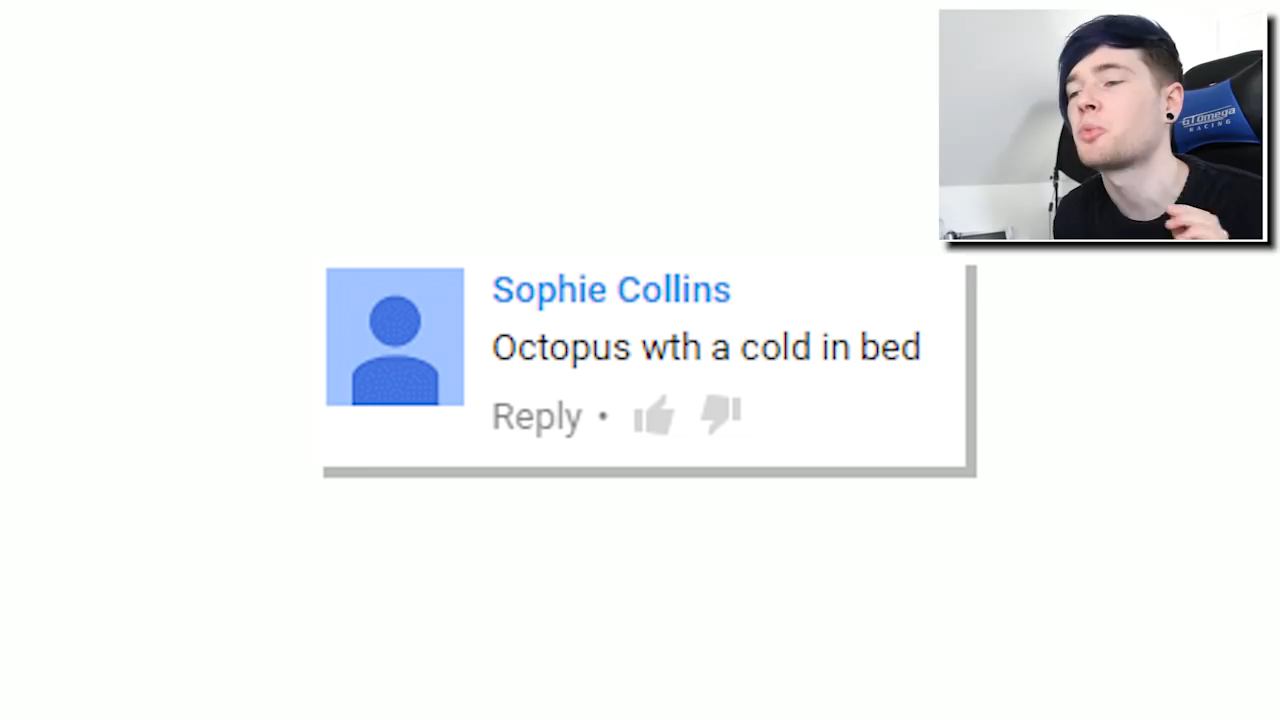 GTOmega
RACING
Sophie Collins
Octopus wth a cold in bed
Reply •